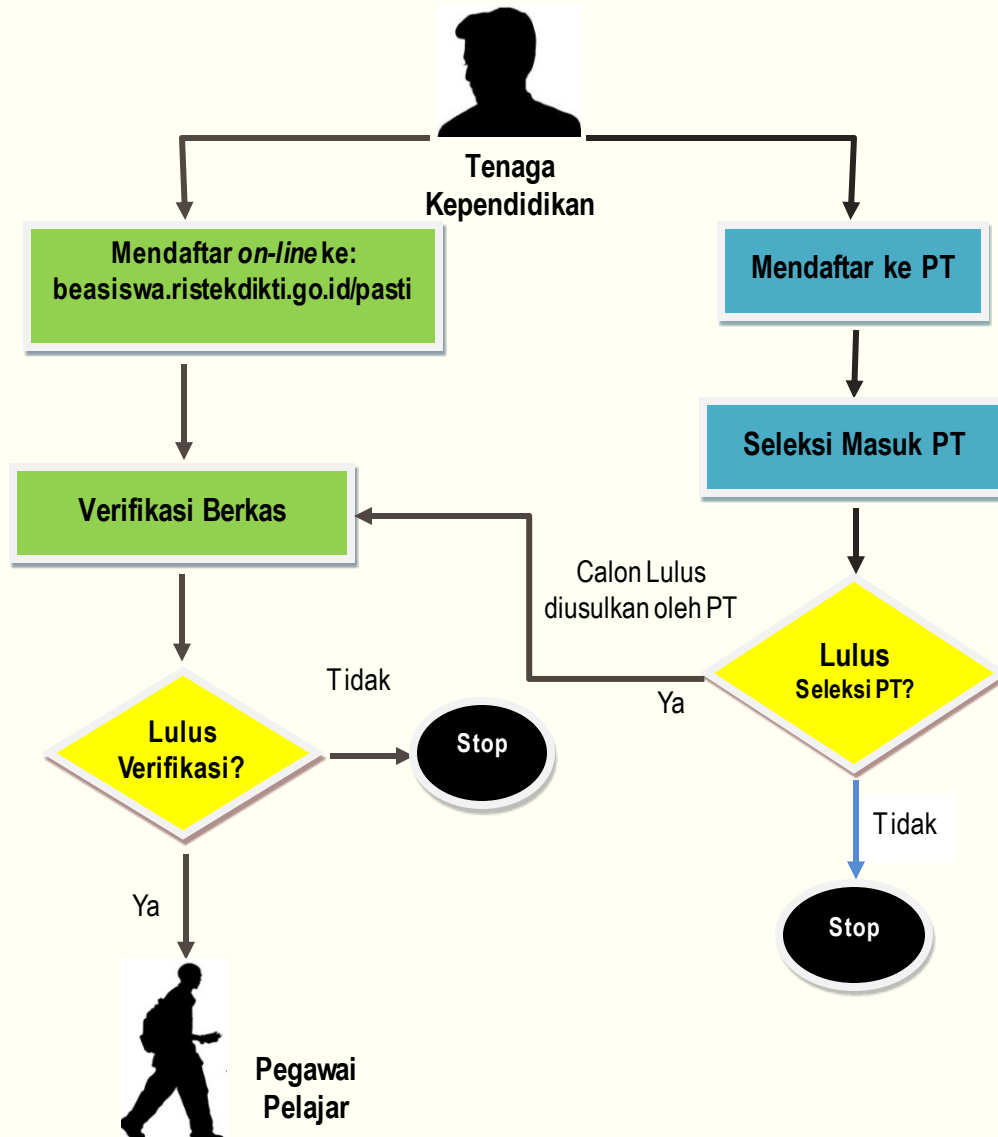 Tenaga
Kependidikan
Mendaftar on-line ke:
beasiswa.ristekdikti.go.id/pasti
Mendaftar ke PT
Seleksi Masuk PT
Verifikasi Berkas
Calon Lulus
diusulkan oleh PT
Lulus
Seleksi PT?
Ya
Tidak
Stop
Lulus
Verifikasi?
Tidak
Stop
Ya
Pegawai
Pelajar